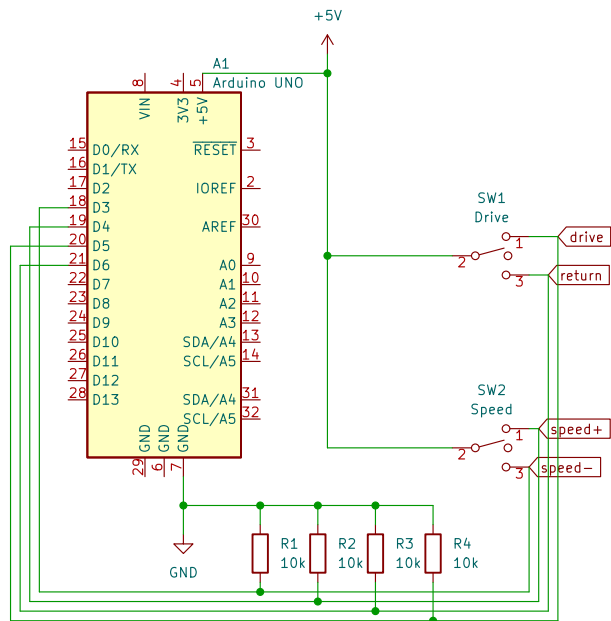 +5V
A1
Arduino UNO
8
4
5
VIN
3V3
+5V
15 D0/RX
RESET 3
16 D1/TX
17 D2
IOREF 2
18 D3
19 D4
AREF 30
20 D5
21 D6
A0 9
22 D7
A1 10
23 D8
A2 11
24 D9
A3 12
25 D10
SDA/A4 13
26 D11
SCL/A5 14
27 D12
28 D13
SDA/A4 31
SCL/A5 32
GND
GND
GND
29
6
7
SW1
Drive
1
2
3
drive
return
SW2
Speed
1
2
3
speed+
speed-
GND
R1
10k
R2
10k
R3
10k
R4
10k